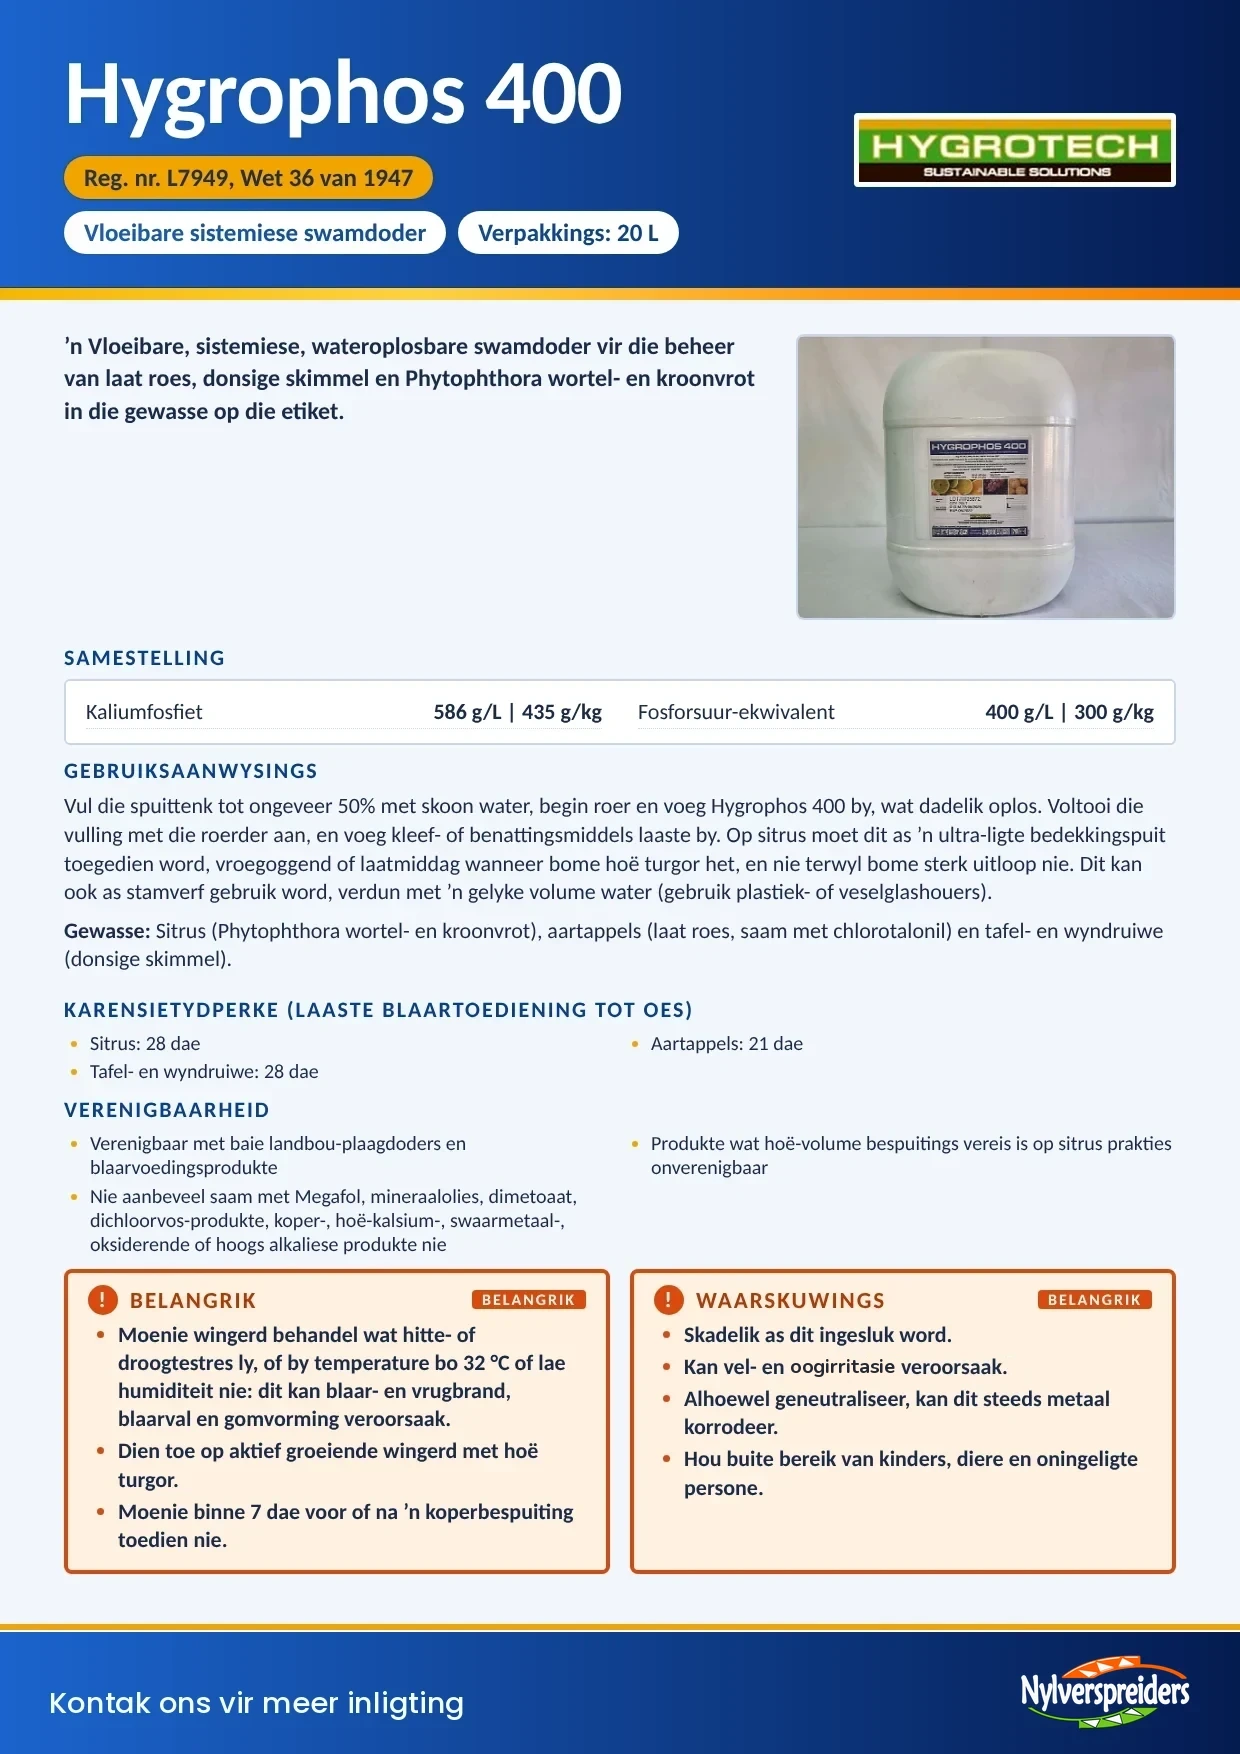 Hygrophos 400
Reg. nr. L7949, Wet 36 van 1947
Vloeibare sistemiese swamdoder
Verpakkings: 20 L
HYGROTECH
SUSTAINABLE SOLUTIONS
’n Vloeibare, sistemiese, wateroplosbare swamdoder vir die beheer
van laat roes, donsige skimmel en Phytophthora wortel- en kroonvrot
in die gewasse op die etiket.
HYGROPHOS 400
SAMESTELLING
Kaliumfosfiet 586 g/L | 435 g/kg Fosforsuur-ekwivalent 400 g/L | 300 g/kg
GEBRUIKSAANWYSINGS
Vul die spuittenk tot ongeveer 50% met skoon water, begin roer en voeg Hygrophos 400 by, wat dadelik oplos. Voltooi die
vulling met die roerder aan, en voeg kleef- of benattingsmiddels laaste by. Op sitrus moet dit as ’n ultra-ligte bedekkingspuit
toegedien word, vroegoggend of laatmiddag wanneer bome hoë turgor het, en nie terwyl bome sterk uitloop nie. Dit kan
ook as stamverf gebruik word, verdun met ’n gelyke volume water (gebruik plastiek- of veselglashouers).
Gewasse: Sitrus (Phytophthora wortel- en kroonvrot), aartappels (laat roes, saam met chlorotalonil) en tafel- en wyndruiwe
(donsige skimmel).
KARENSIETYDPERKE (LAASTE BLAARTOEDIENING TOT OES)
• Sitrus: 28 dae
• Tafel- en wyndruiwe: 28 dae
• Aartappels: 21 dae
VERENIGBAARHEID
• Verenigbaar met baie landbou-plaagdoders en
blaarvoedingsprodukte
• Nie aanbeveel saam met Megafol, mineraalolies, dimetoaat,
dichloorvos-produkte, koper-, hoë-kalsium-, swaarmetaal-,
oksiderende of hoogs alkaliese produkte nie
• Produkte wat hoë-volume bespuitings vereis is op sitrus prakties
onverenigbaar
! BELANGRIK BELANGRIK
• Moenie wingerd behandel wat hitte- of
droogtestres ly, of by temperature bo 32 °C of lae
humiditeit nie: dit kan blaar- en vrugbrand,
blaarval en gomvorming veroorsaak.
• Dien toe op aktief groeiende wingerd met hoë
turgor.
• Moenie binne 7 dae voor of na ’n koperbespuiting
toedien nie.
! WAARSKUWINGS BELANGRIK
• Skadelik as dit ingesluk word.
• Kan vel- en oogirritasie veroorsaak.
• Alhoewel geneutraliseer, kan dit steeds metaal
korrodeer.
• Hou buite bereik van kinders, diere en oningeligte
persone.
Kontak ons vir meer inligting
Nylverspreiders